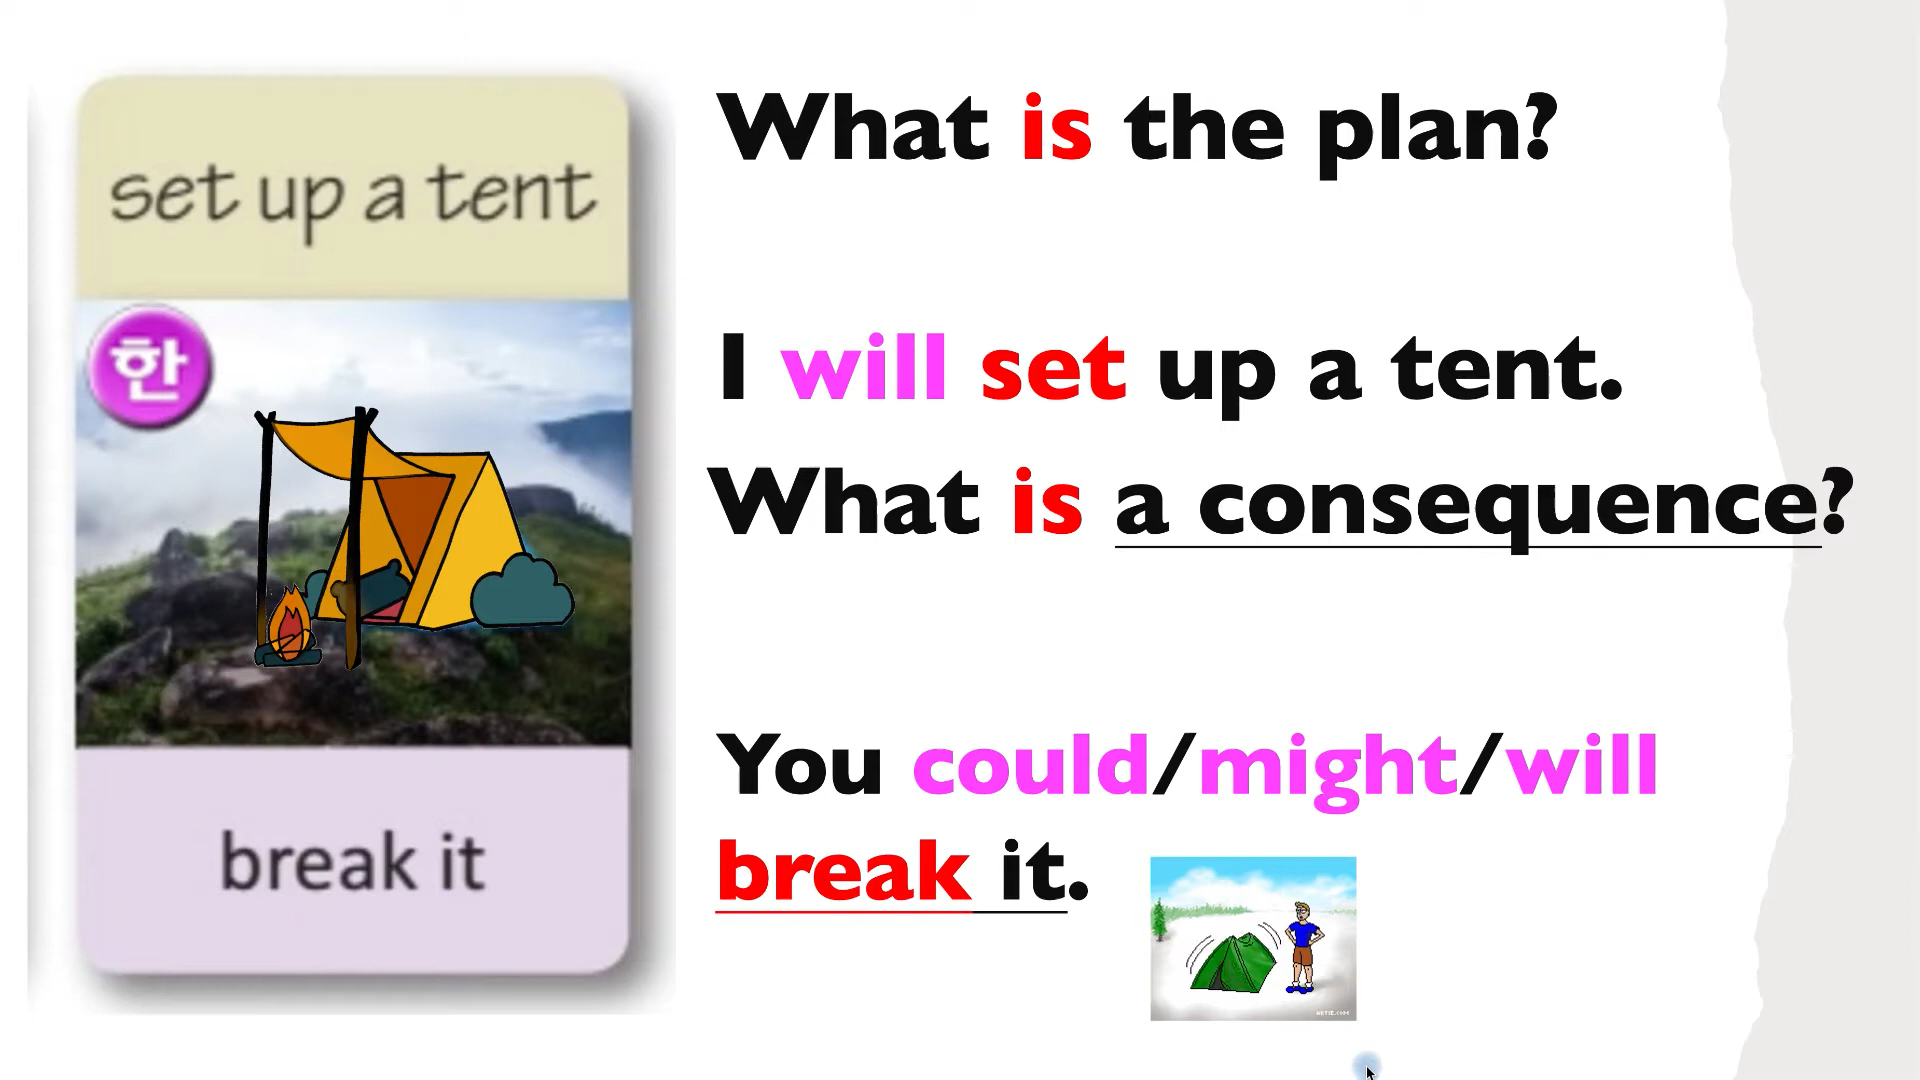 set up a tent
한
break it
What is the plan?
I will set up a tent.
What is a consequence?
You could/might/will
break it.